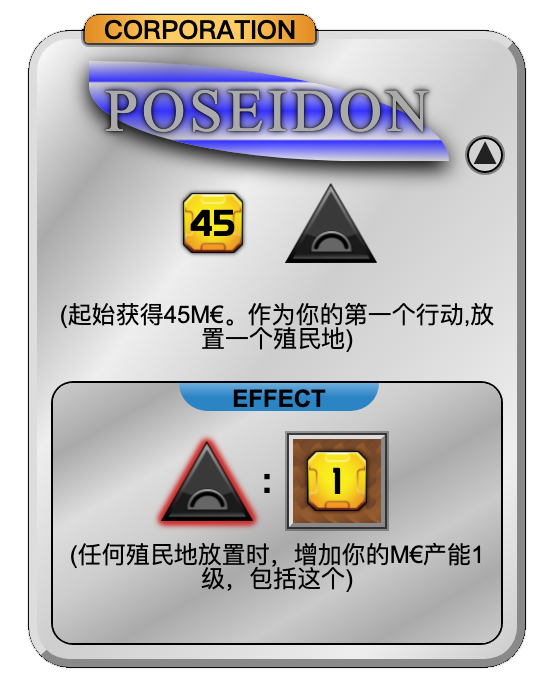 CORPORATION
POSEIDON
45
(起始获得45M€。作为你的第一个行动,放
置一个殖民地)
EFFECT
: 1
(任何殖民地放置时，增加你的M€产能1
级，包括这个)